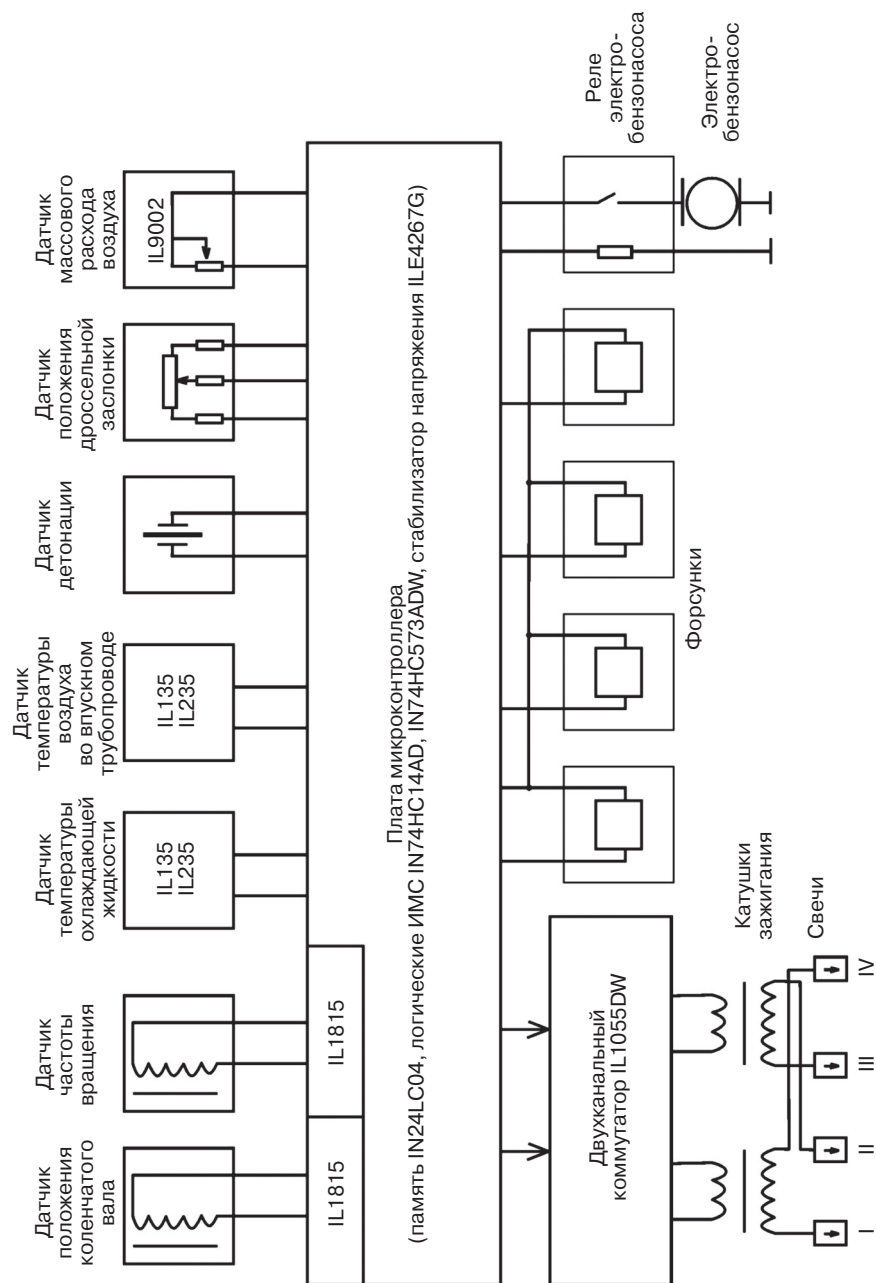 Датчик
положения
коленчатого
вала
IL1815
Датчик
частоты
вращения
IL1815
Датчик
температуры
охлаждающей
жидкости
IL135
IL235
Датчик
температуры
воздуха
во впускном
трубопроводе
IL135
IL235
Датчик
детонации
Датчик
положения
дроссельной
заслонки
Датчик
массового
расхода
воздуха
IL9002
Плата микроконтроллера
(память IN24LC04, логические ИМС IN74HC14AD, IN74HC573ADW, стабилизатор напряжения ILE4267G)
Двухканальный
коммутатор IL1055DW
Катушки
зажигания
Свечи
I
II
III
IV
Форсунки
Реле
электро-
бензонасоса
Электро-
бензонасос